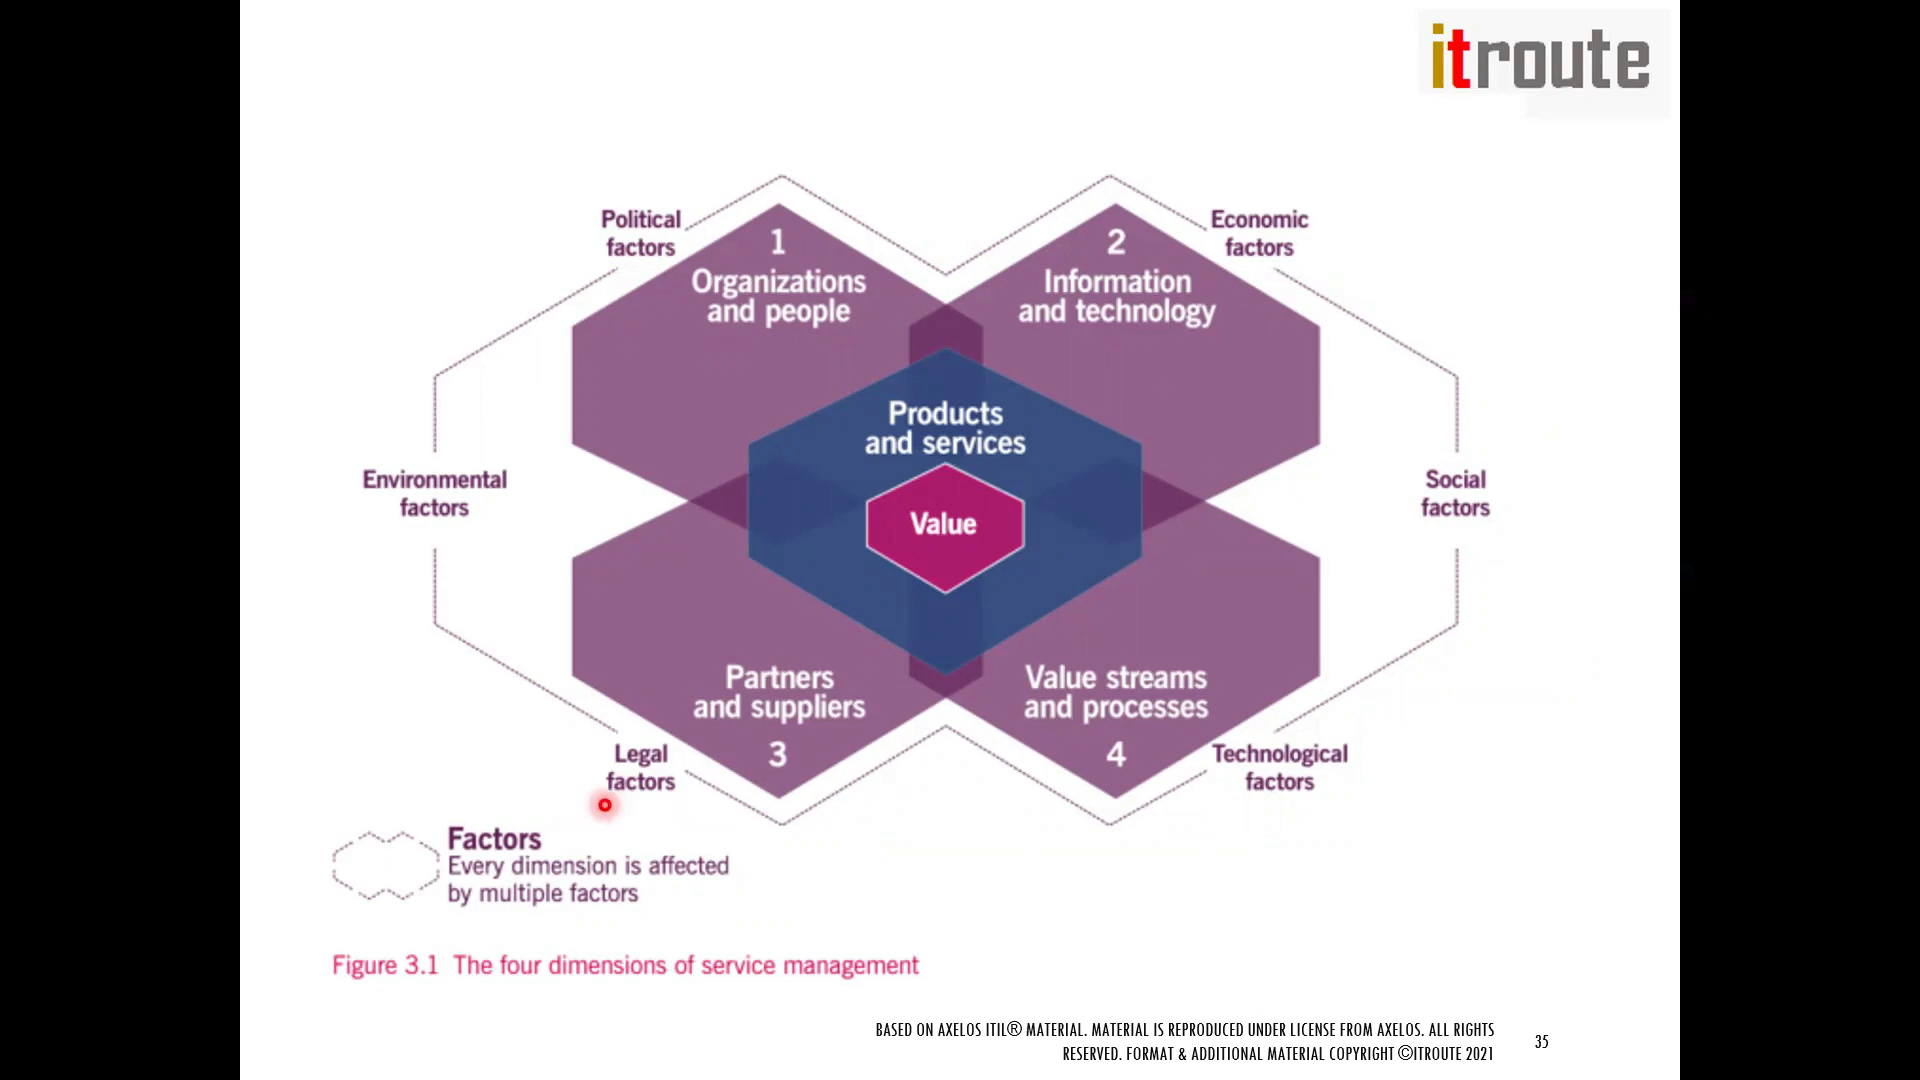 itroute
Political
factors
Economic
factors
1
Organizations
and people
2
Information
and technology
Products
and services
Value
Environmental
factors
Social
factors
Partners
and suppliers
3
Value streams
and processes
4
Legal
factors
Technological
factors
Factors
Every dimension is affected
by multiple factors
Figure 3.1 The four dimensions of service management
BASED ON AXELOS ITIL® MATERIAL. MATERIAL IS REPRODUCED UNDER LICENSE FROM AXELOS. ALL RIGHTS
RESERVED. FORMAT & ADDITIONAL MATERIAL COPYRIGHT ©ITROUTE 2021
35